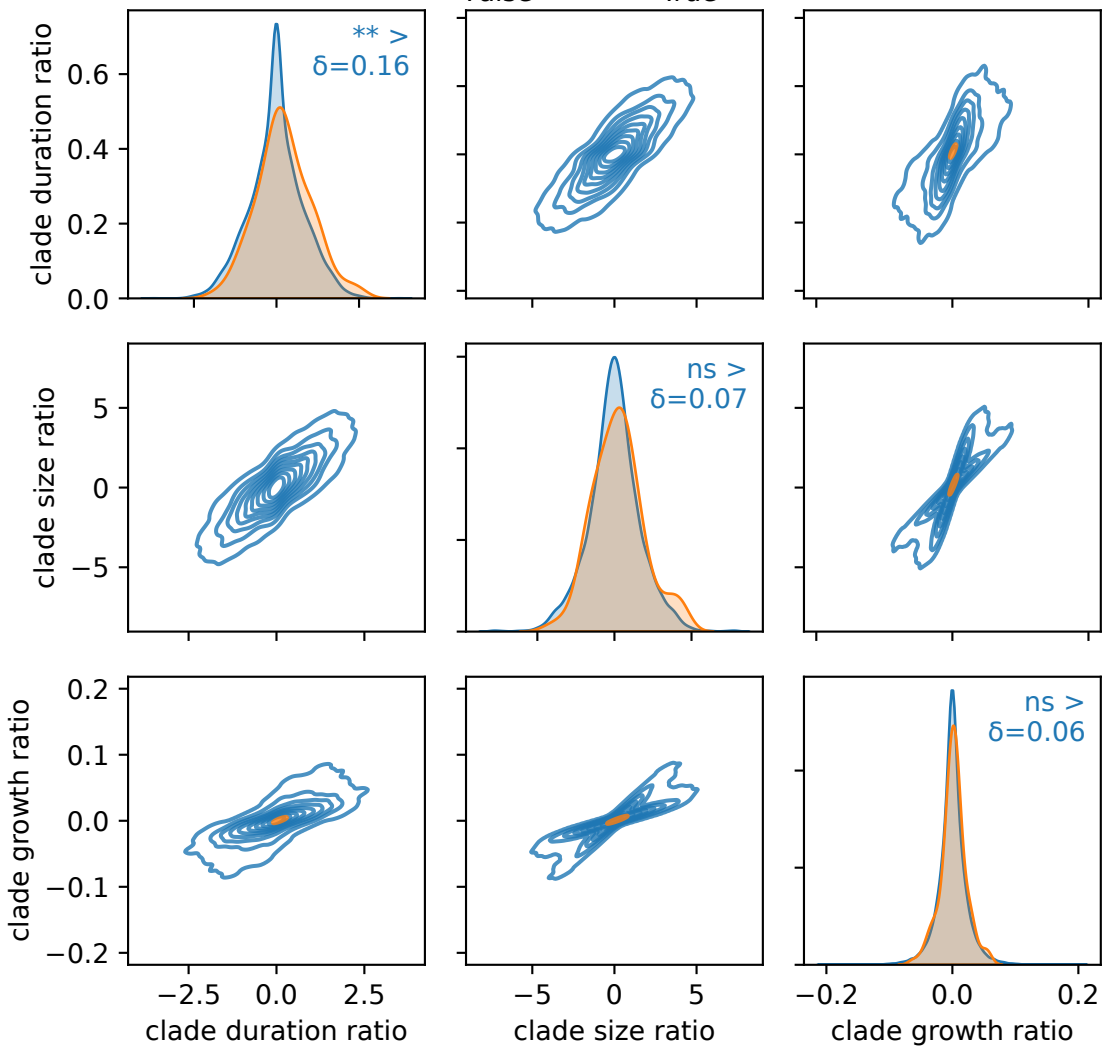 clade duration ratio
0.6
0.4
0.2
0.0
** >
δ=0.16
clade size ratio
5
0
−5
ns >
δ=0.07
clade growth ratio
0.2
0.1
0.0
−0.1
−0.2
ns >
δ=0.06
−2.5 0.0 2.5
−5 0 5
−0.2 0.0 0.2
clade duration ratio
clade size ratio
clade growth ratio